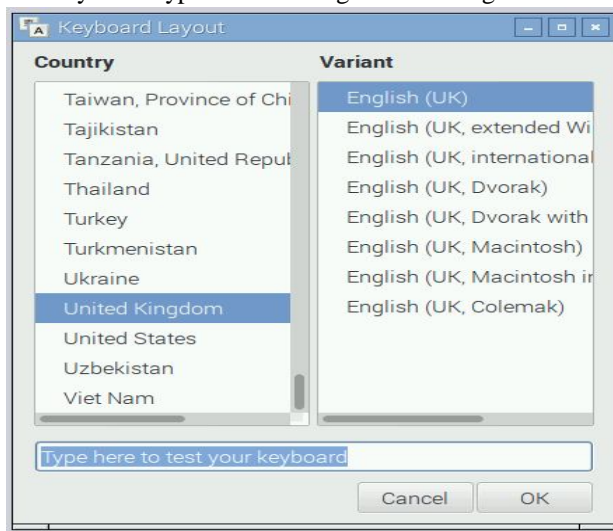 Keyboard Layout
Country
Variant
Taiwan, Province of Chi
Tajikistan
Tanzania, United Repub
Thailand
Turkey
Turkmenistan
Ukraine
United Kingdom
United States
Uzbekistan
Viet Nam
English (UK)
English (UK, extended Wi
English (UK, international
English (UK, Dvorak)
English (UK, Dvorak with
English (UK, Macintosh)
English (UK, Macintosh in
English (UK, Colemak)
Type here to test your keyboard
Cancel
OK